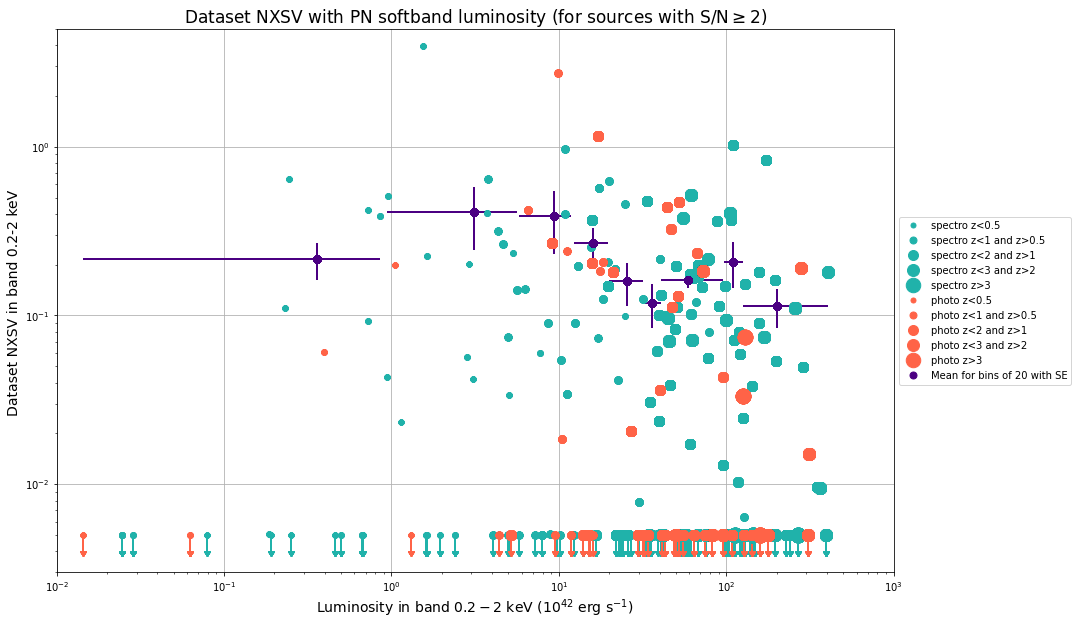 Dataset NXSV with PN softband luminosity (for sources with S/N ≥ 2)
Dataset NXSV in band 0.2-2 keV
10⁰
10⁻¹
10⁻²
10⁻²
10⁻¹
10⁰
10¹
10²
10³
Luminosity in band 0.2 − 2 keV (10⁴² erg s⁻¹)
spectro z<0.5
spectro z<1 and z>0.5
spectro z<2 and z>1
spectro z<3 and z>2
spectro z>3
photo z<0.5
photo z<1 and z>0.5
photo z<2 and z>1
photo z<3 and z>2
photo z>3
Mean for bins of 20 with SE